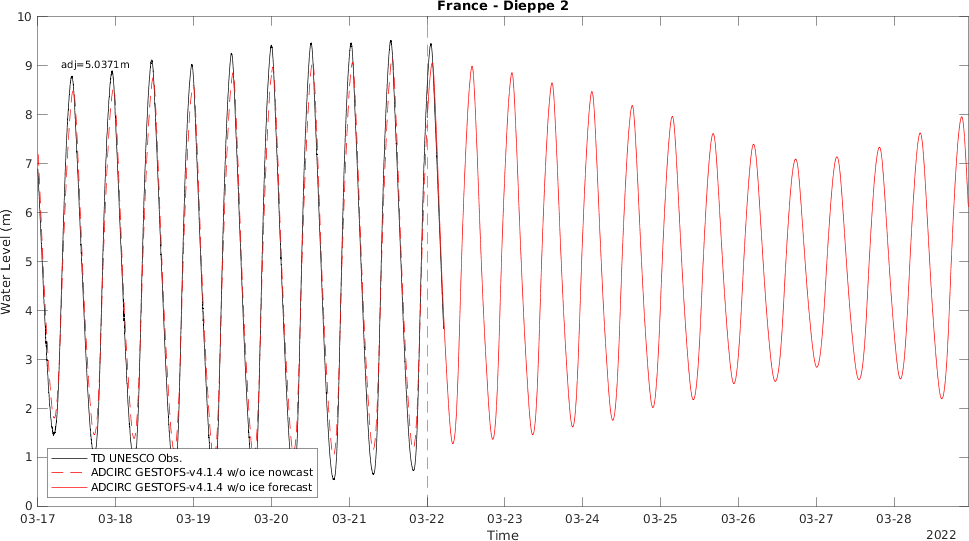 France - Dieppe 2
adj=5.0371m
Water Level (m)
10
9
8
7
6
5
4
3
2
1
0
TD UNESCO Obs.
ADCIRC GESTOFS-v4.1.4 w/o ice nowcast
ADCIRC GESTOFS-v4.1.4 w/o ice forecast
03-17 03-18 03-19 03-20 03-21 03-22 03-23 03-24 03-25 03-26 03-27 03-28
Time
2022